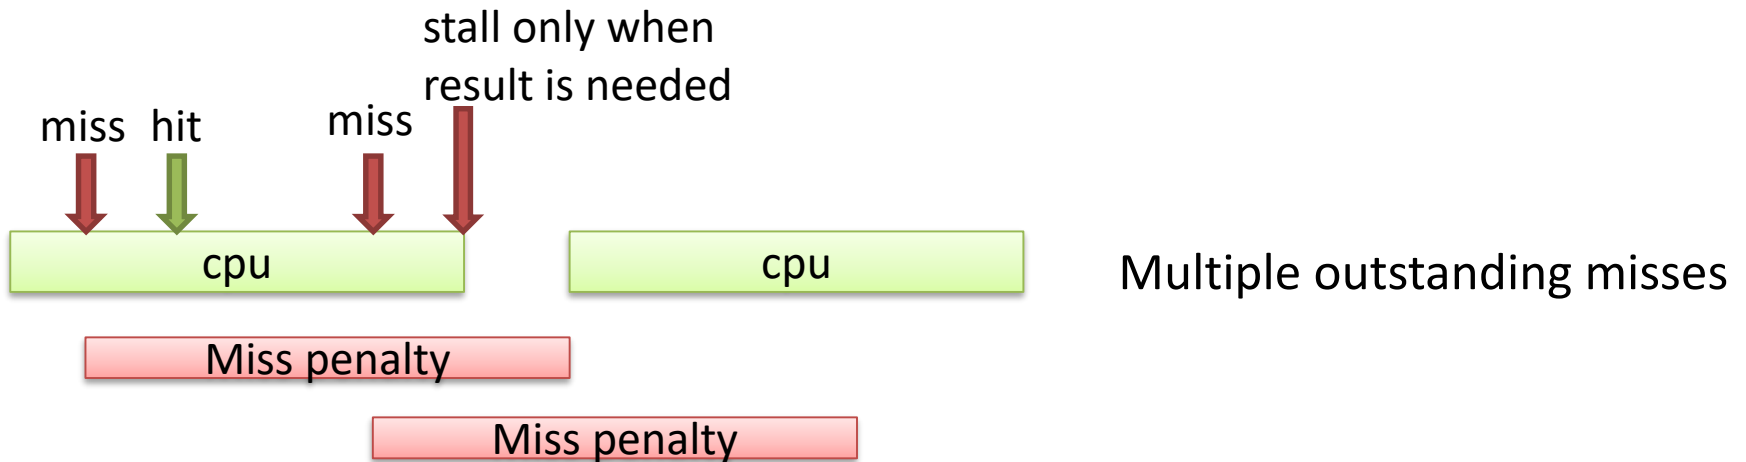 stall only when
result is needed
miss hit miss
cpu cpu
Multiple outstanding misses
Miss penalty
Miss penalty